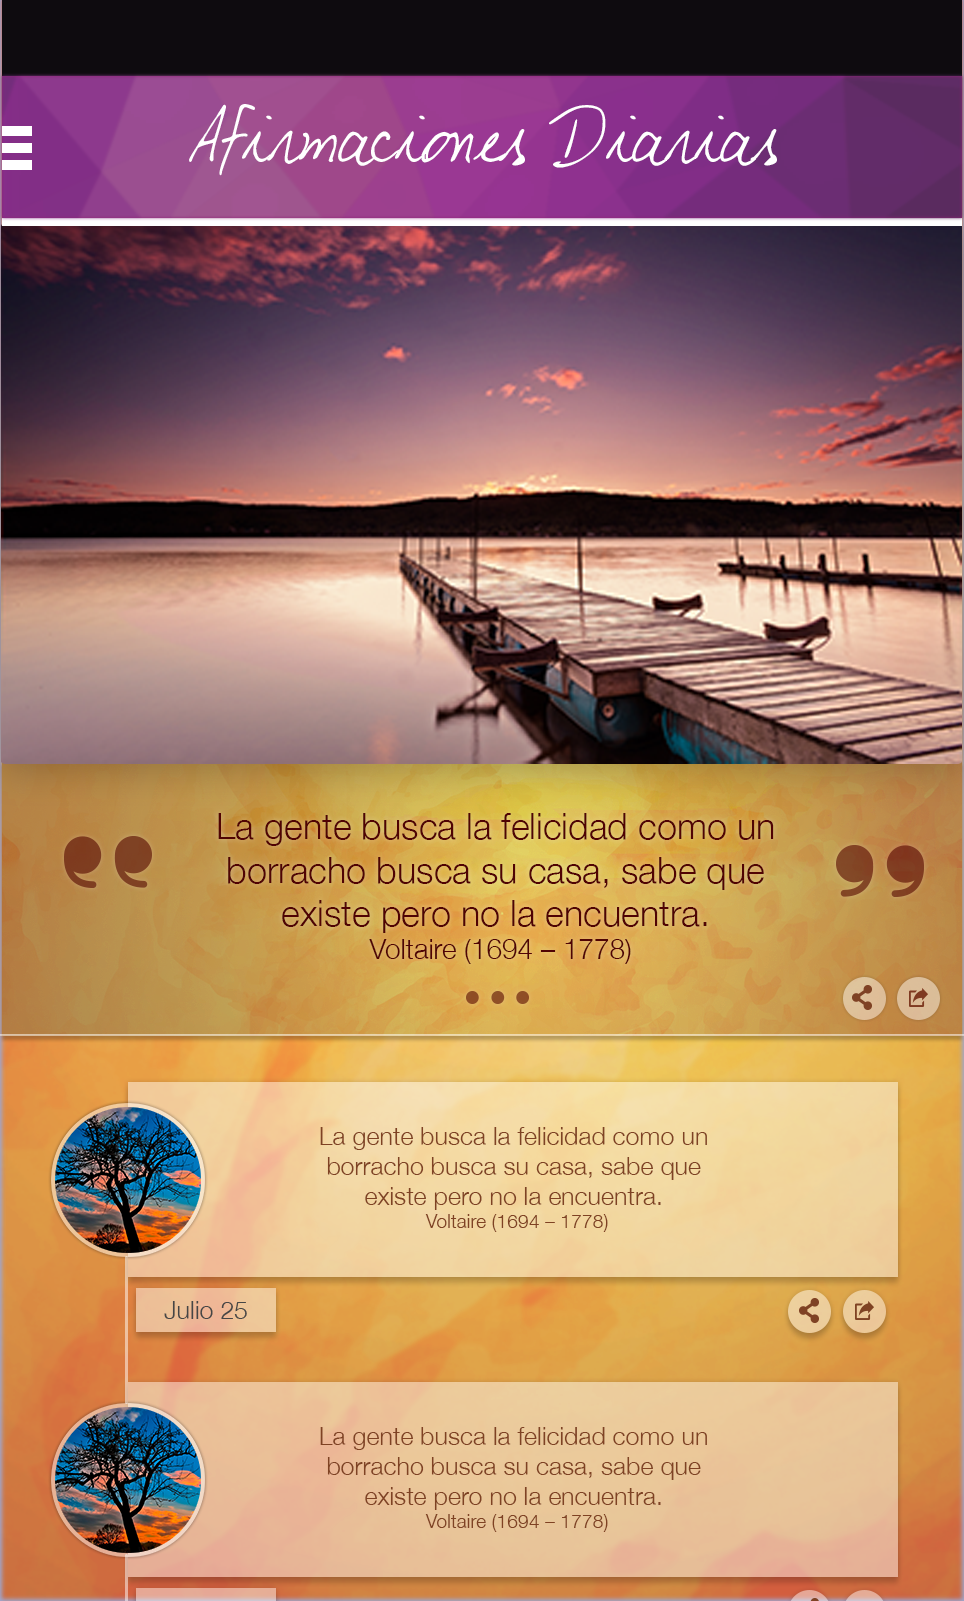 Afirmaciones Diarias
La gente busca la felicidad como un
borracho busca su casa, sabe que
existe pero no la encuentra.
Voltaire (1694 – 1778)
La gente busca la felicidad como un
borracho busca su casa, sabe que
existe pero no la encuentra.
Voltaire (1694 – 1778)
Julio 25
La gente busca la felicidad como un
borracho busca su casa, sabe que
existe pero no la encuentra.
Voltaire (1694 – 1778)